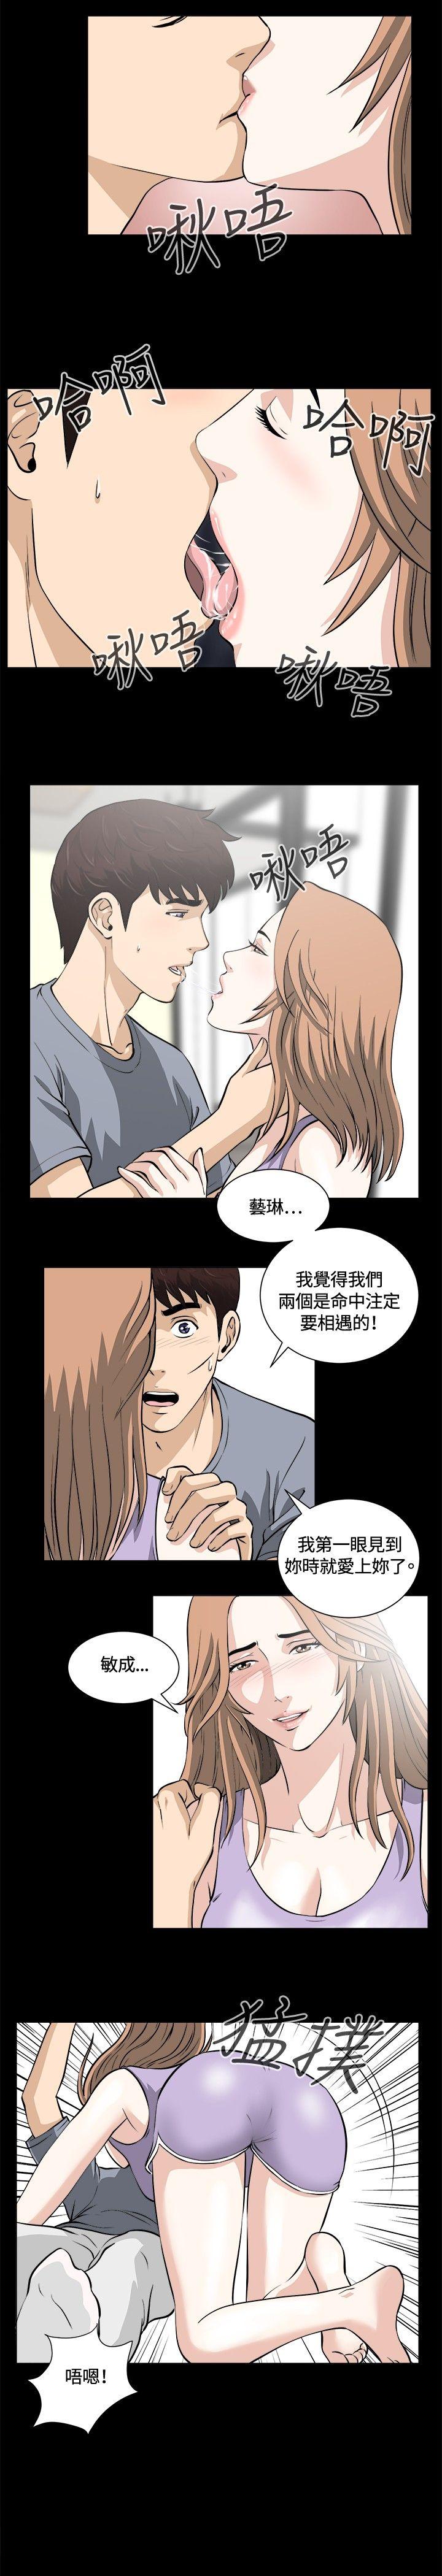 啾唔
哈啊
哈啊
啾唔
啾唔
啾唔
藝琳...
我覺得我們
兩個是命中注定
要相遇的!
我第一眼見到
妳時就愛上妳了。
敏成...
猛撲
唔嗯!